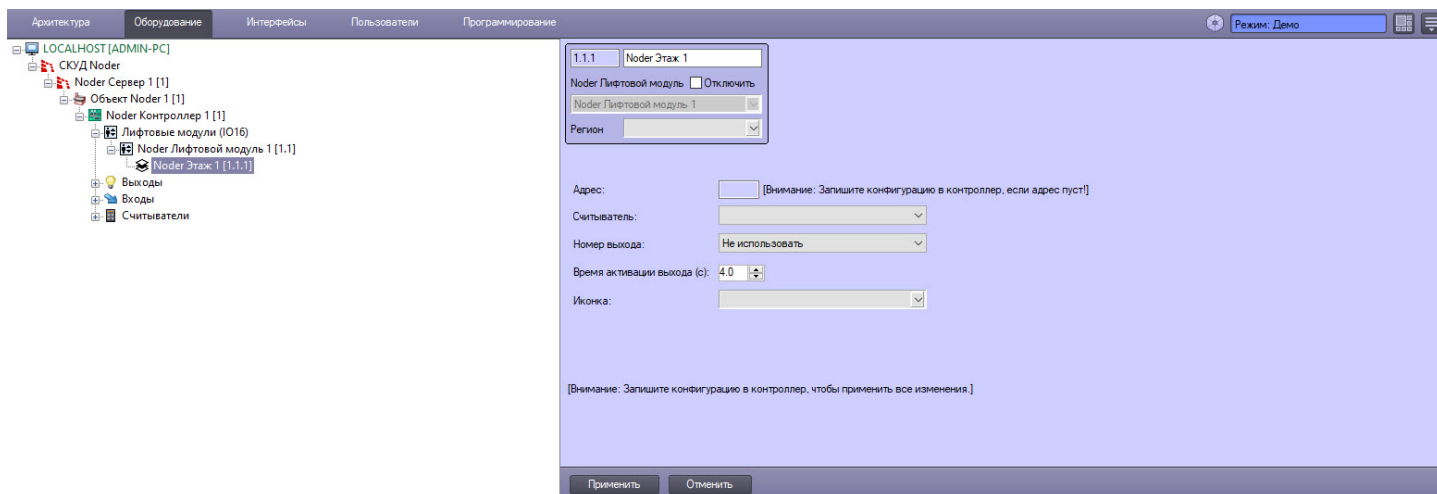 Архитектура Оборудование Интерфейсы Пользователи Программирование Режим: Демо
LOCALHOST [ADMIN-PC]
СКУД Noder
Noder Сервер 1 [1]
Объект Noder 1 [1]
Noder Контроллер 1 [1]
Лифтовые модули (IO16)
Noder Лифтовой модуль 1 [1.1]
Noder Этаж 1 [1.1.1]
Выходы
Входы
Считыватели
1.1.1 Noder Этаж 1
Noder Лифтовой модуль Отключить
Noder Лифтовой модуль 1
Регион
Адрес: [Внимание: Запишите конфигурацию в контроллер, если адрес пуст!]
Считыватель:
Номер выхода: Не использовать
Время активации выхода (с): 4.0
Иконка:
[Внимание: Запишите конфигурацию в контроллер, чтобы применить все изменения.]
Применить Отменить